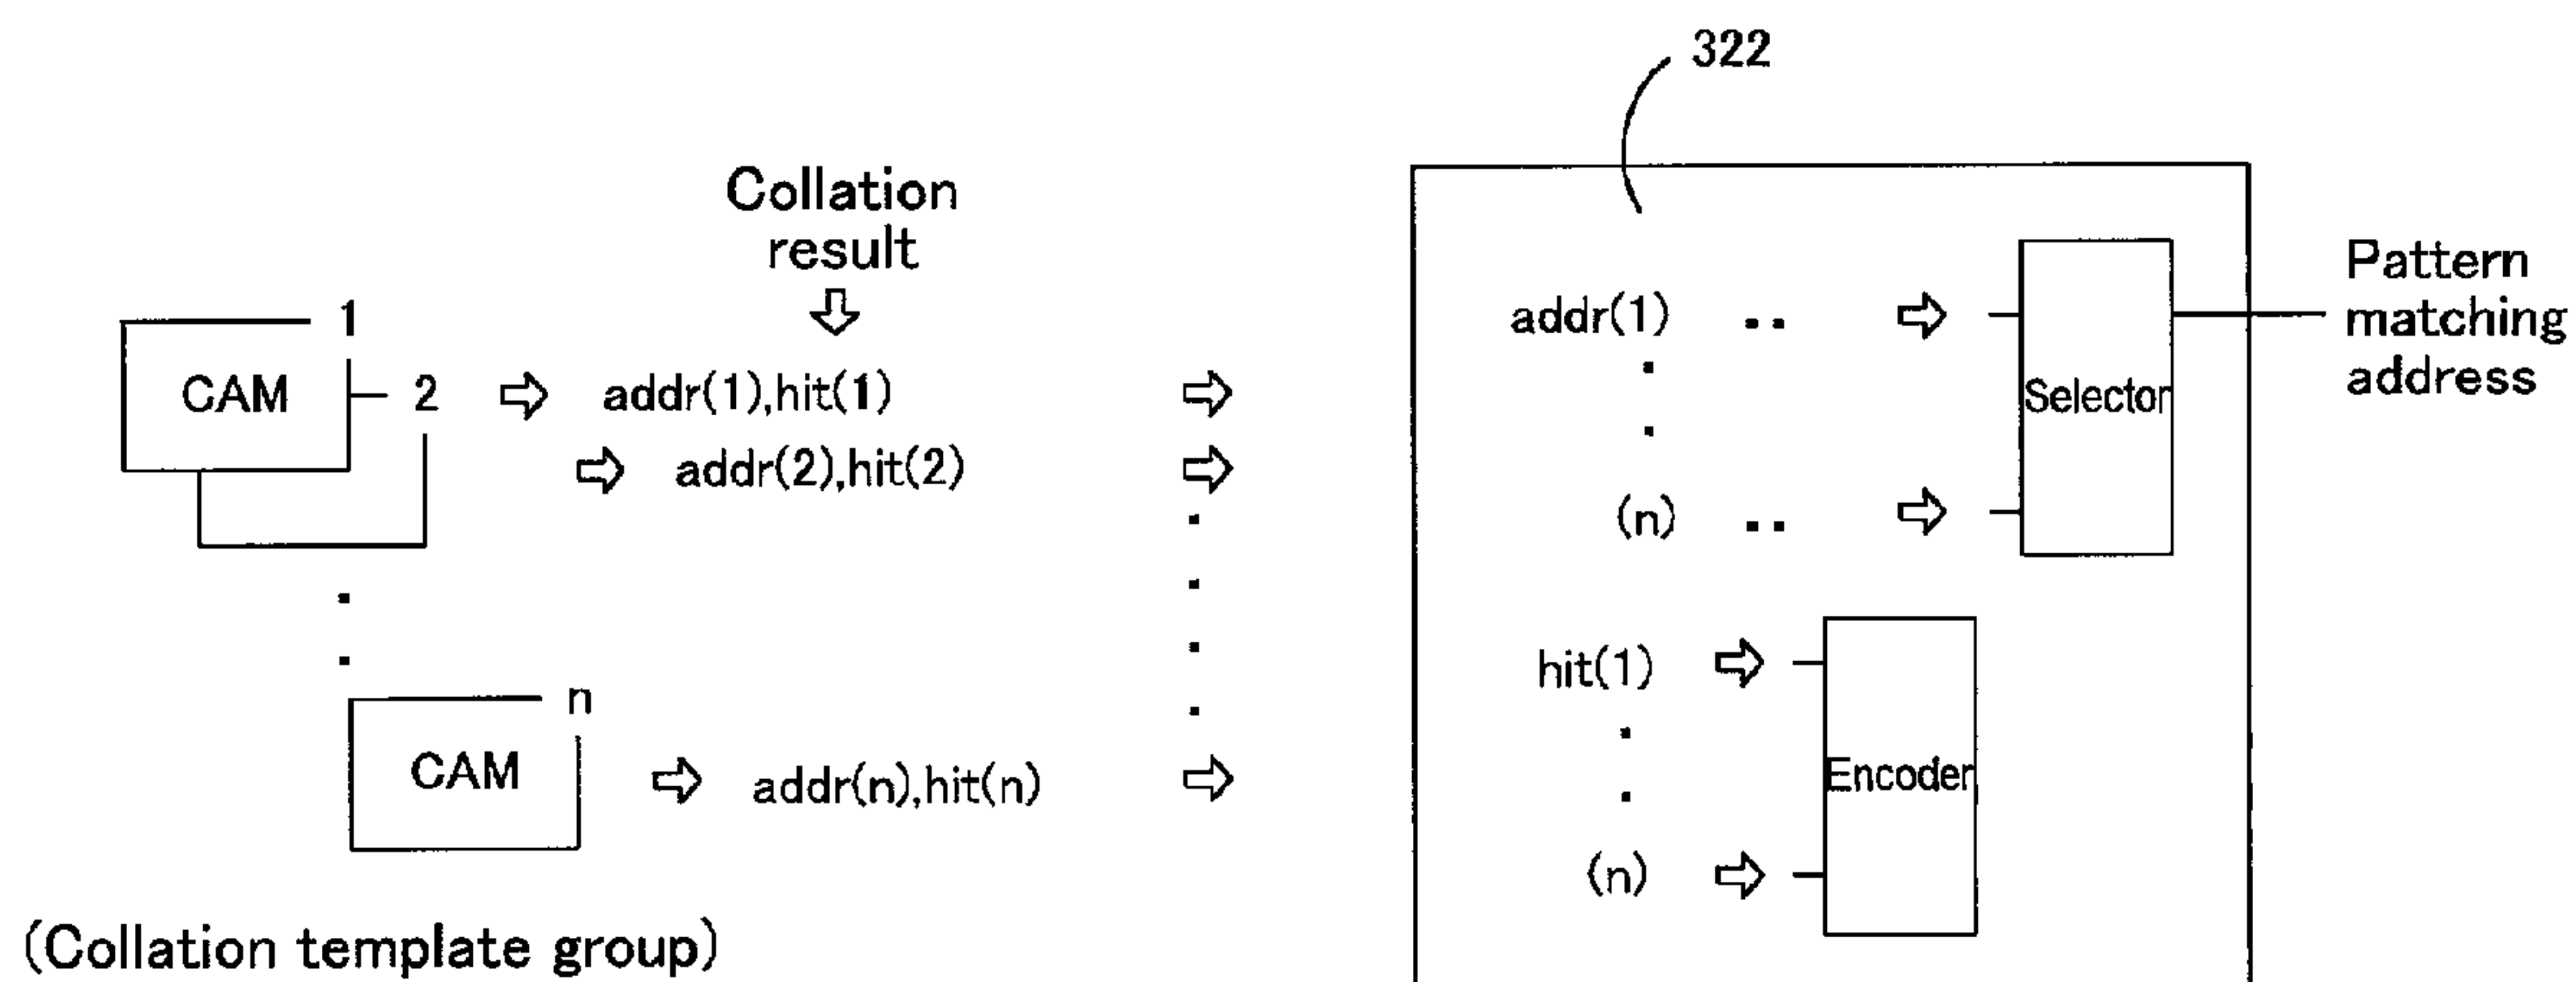 322
Collation
result
1
CAM
2
addr(1),hit(1)
addr(2),hit(2)
n
CAM
addr(n),hit(n)
(Collation template group)
addr(1) ..
(n) ..
Selector
Pattern
matching
address
hit(1)
Encoder
(n)